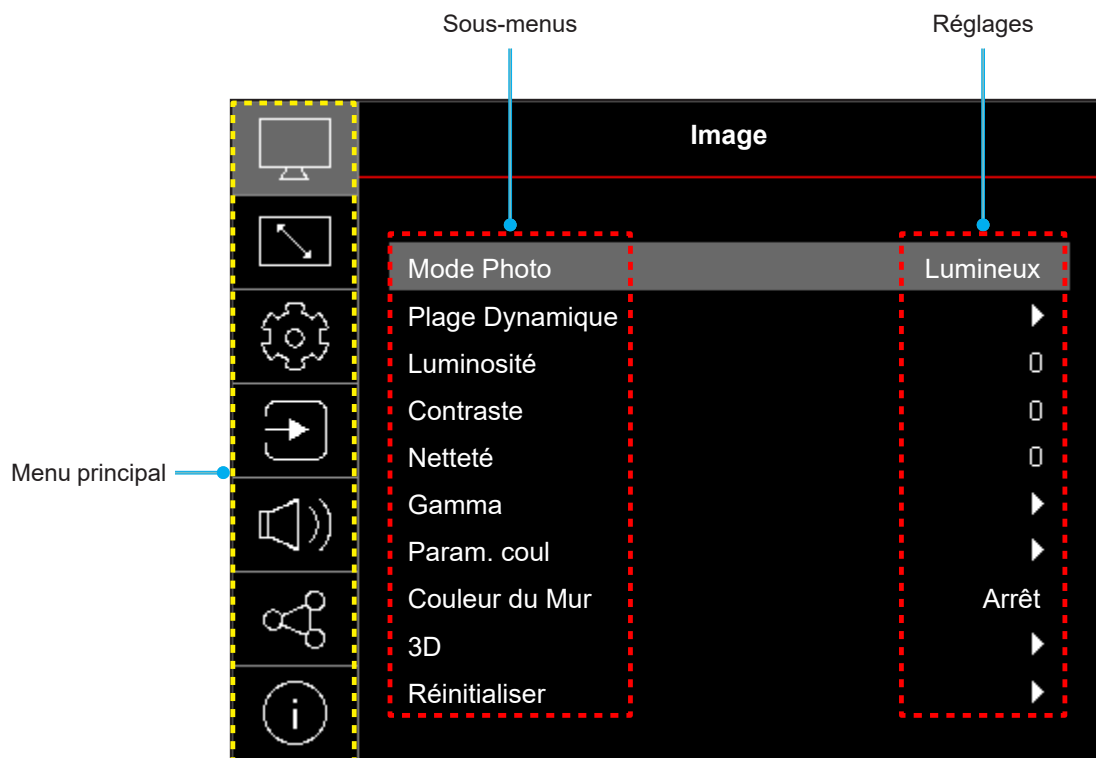 Sous-menus
Réglages
Image
Mode Photo Lumineux
Plage Dynamique
Luminosité 0
Contraste 0
Netteté 0
Gamma
Param. coul
Couleur du Mur Arrêt
3D
Réinitialiser
Menu principal
i